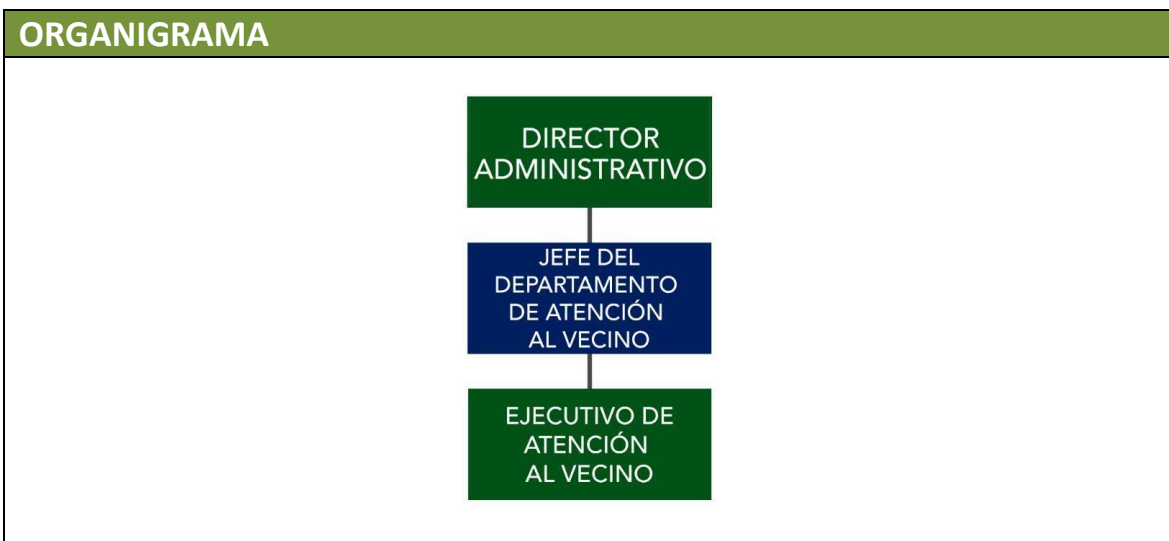 ORGANIGRAMA
DIRECTOR
ADMINISTRATIVO
JEFE DEL
DEPARTAMENTO
DE ATENCIÓN
AL VECINO
EJECUTIVO DE
ATENCIÓN
AL VECINO